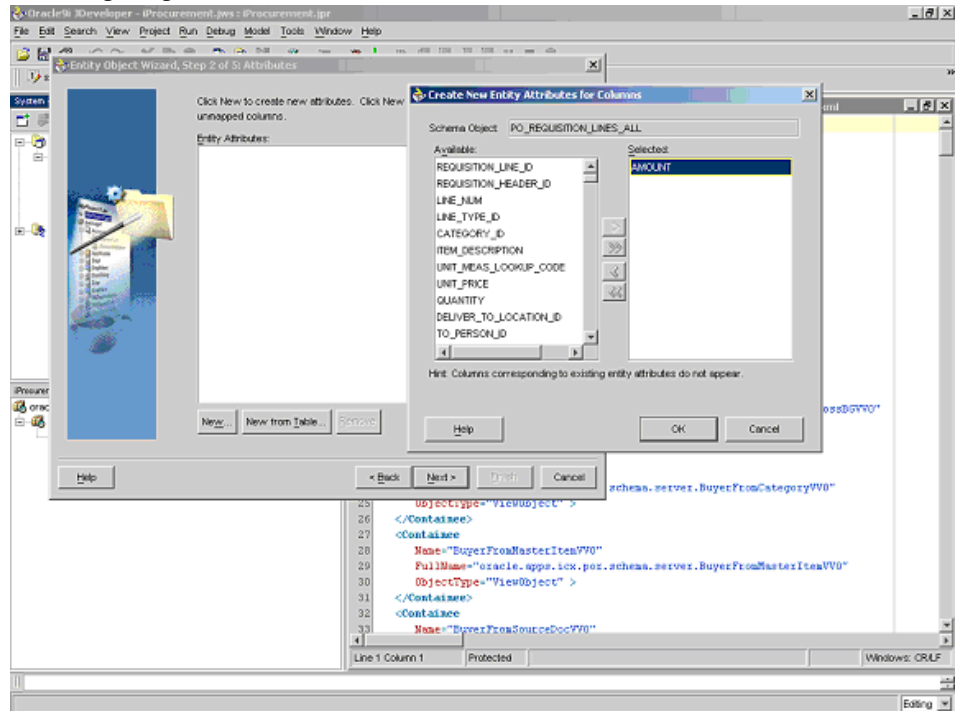 Oracle9i JDeveloper - iProcurement.jws : iProcurement.jpr
File Edit Search View Project Run Debug Model Tools Window Help
Entity Object Wizard, Step 2 of 5: Attributes
Create New Entity Attributes for Columns
System
Click New to create new attributes. Click New
unmapped columns.
Entity Attributes:
Schema Object: PO_REQUISITION_LINES_ALL
Available:
Selected:
REQUISITION_LINE_ID
REQUISITION_HEADER_ID
LINE_NUM
LINE_TYPE_ID
CATEGORY_ID
ITEM_DESCRIPTION
UNIT_MEAS_LOOKUP_CODE
UNIT_PRICE
QUANTITY
DELIVER_TO_LOCATION_ID
TO_PERSON_ID
AMOUNT
Hint: Columns corresponding to existing entity attributes do not appear.
Help OK Cancel
New... New from Table... Remove
Help < Back Next > Finish Cancel
iProcurer
orac
ossBGVVO"
schema.server.BuyerFromCategoryVVO"
25 ObjectType="ViewObject" >
26 </Containee>
27 <Containee
28 Name="BuyerFromMasterItemVVO"
29 FullName="oracle.apps.icx.por.schema.server.BuyerFromMasterItemVVO"
30 ObjectType="ViewObject" >
31 </Containee>
32 <Containee
33 Name="BuyerFromSourceDocVVO"
Line 1 Column 1 Protected Windows: CR/LF
Editing